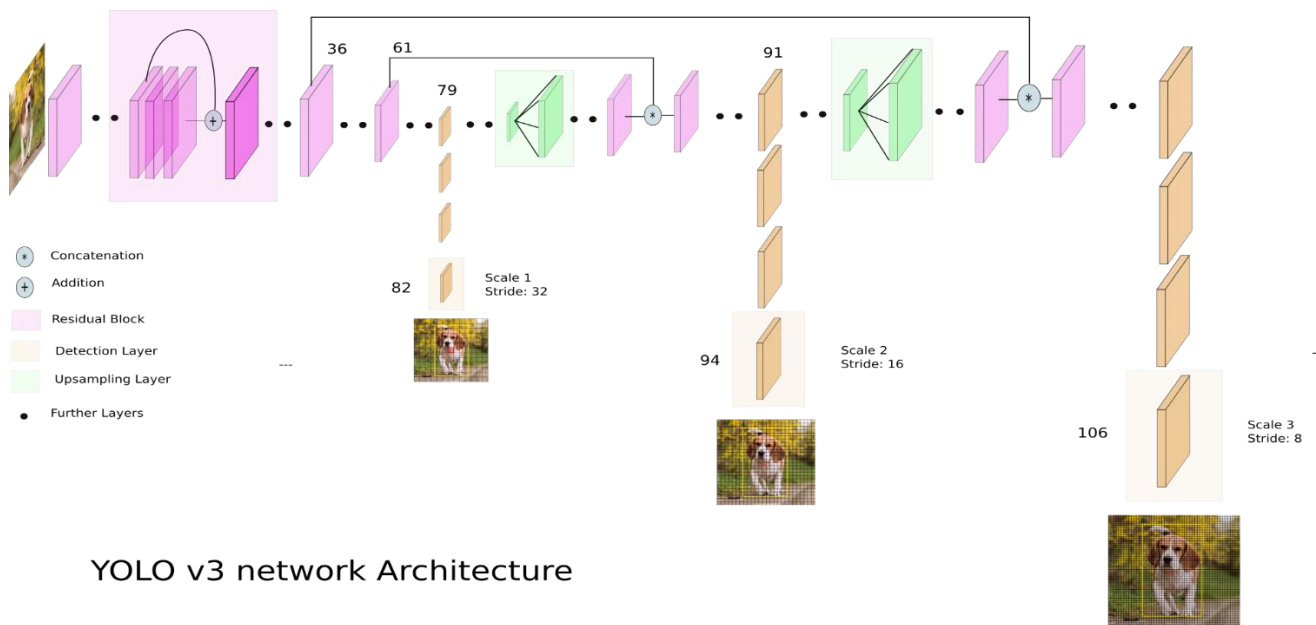 36
61
91
79
+
*
*
* Concatenation
+ Addition
Residual Block
Detection Layer
Upsampling Layer
Further Layers
82
Scale 1
Stride: 32
---
94
Scale 2
Stride: 16
106
Scale 3
Stride: 8
YOLO v3 network Architecture